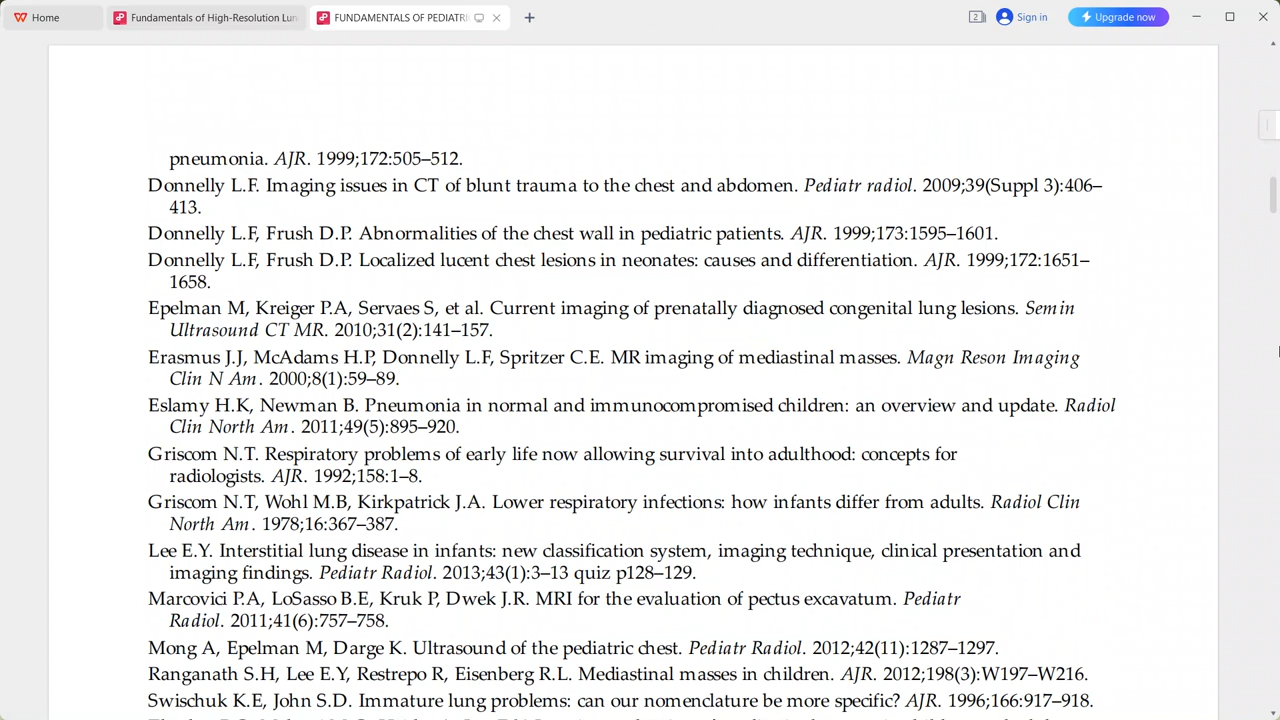 Home
Fundamentals of High-Resolution Lun
FUNDAMENTALS OF PEDIATRI
2
Sign in
Upgrade now
pneumonia. AJR. 1999;172:505–512.
Donnelly L.F. Imaging issues in CT of blunt trauma to the chest and abdomen. Pediatr radiol. 2009;39(Suppl 3):406–
413.
Donnelly L.F, Frush D.P. Abnormalities of the chest wall in pediatric patients. AJR. 1999;173:1595–1601.
Donnelly L.F, Frush D.P. Localized lucent chest lesions in neonates: causes and differentiation. AJR. 1999;172:1651–
1658.
Epelman M, Kreiger P.A, Servaes S, et al. Current imaging of prenatally diagnosed congenital lung lesions. Semin
Ultrasound CT MR. 2010;31(2):141–157.
Erasmus J.J, McAdams H.P, Donnelly L.F, Spritzer C.E. MR imaging of mediastinal masses. Magn Reson Imaging
Clin N Am. 2000;8(1):59–89.
Eslamy H.K, Newman B. Pneumonia in normal and immunocompromised children: an overview and update. Radiol
Clin North Am. 2011;49(5):895–920.
Griscom N.T. Respiratory problems of early life now allowing survival into adulthood: concepts for
radiologists. AJR. 1992;158:1–8.
Griscom N.T, Wohl M.B, Kirkpatrick J.A. Lower respiratory infections: how infants differ from adults. Radiol Clin
North Am. 1978;16:367–387.
Lee E.Y. Interstitial lung disease in infants: new classification system, imaging technique, clinical presentation and
imaging findings. Pediatr Radiol. 2013;43(1):3–13 quiz p128–129.
Marcovici P.A, LoSasso B.E, Kruk P, Dwek J.R. MRI for the evaluation of pectus excavatum. Pediatr
Radiol. 2011;41(6):757–758.
Mong A, Epelman M, Darge K. Ultrasound of the pediatric chest. Pediatr Radiol. 2012;42(11):1287–1297.
Ranganath S.H, Lee E.Y, Restrepo R, Eisenberg R.L. Mediastinal masses in children. AJR. 2012;198(3):W197–W216.
Swischuk K.E, John S.D. Immature lung problems: can our nomenclature be more specific? AJR. 1996;166:917–918.